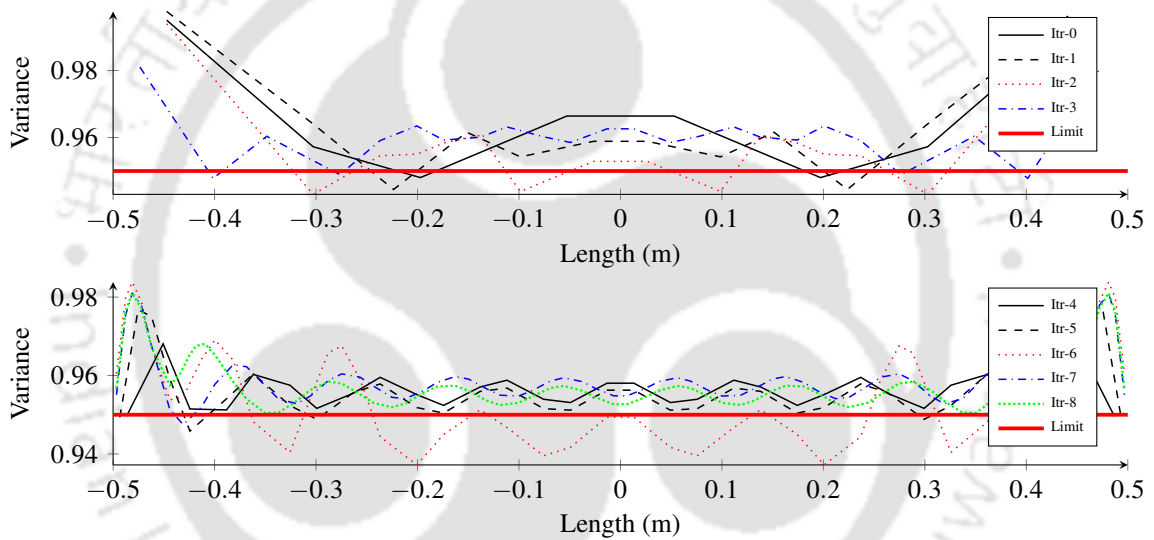 0.98
0.96
Variance
−0.5 −0.4 −0.3 −0.2 −0.1 0 0.1 0.2 0.3 0.4 0.5
Length (m)
Itr-0
Itr-1
Itr-2
Itr-3
Limit
0.98
0.96
0.94
Variance
−0.5 −0.4 −0.3 −0.2 −0.1 0 0.1 0.2 0.3 0.4 0.5
Length (m)
Itr-4
Itr-5
Itr-6
Itr-7
Itr-8
Limit